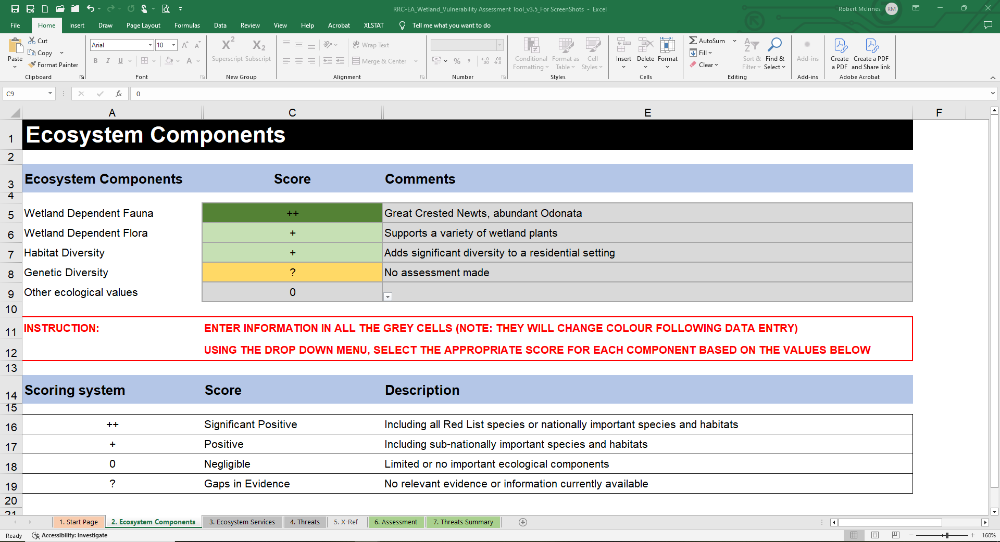 RRC-EA_Wetland_Vulnerability Assessment Tool_v3.5_For ScreenShots - Excel
Robert McInnes RM
File Home Insert Draw Page Layout Formulas Data Review View Help Acrobat XLSTAT Tell me what you want to do
Paste
Cut
Copy
Format Painter
Clipboard
Arial 10
B I U
Font
X² X₂
Superscript Subscript
New Group
Wrap Text
Merge & Center
Alignment
%
Number
Conditional Formatting
Format as Table
Cell Styles
Styles
Insert Delete Format
Cells
AutoSum
Fill
Clear
Sort & Filter
Find & Select
Editing
Add-ins
Add-ins
Create a PDF
Create a PDF and Share link
Adobe Acrobat
C9 fx 0
A C E F
1 Ecosystem Components
2
3 Ecosystem Components Score Comments
4
5 Wetland Dependent Fauna ++ Great Crested Newts, abundant Odonata
6 Wetland Dependent Flora + Supports a variety of wetland plants
7 Habitat Diversity + Adds significant diversity to a residential setting
8 Genetic Diversity ? No assessment made
9 Other ecological values 0
10
11 INSTRUCTION: ENTER INFORMATION IN ALL THE GREY CELLS (NOTE: THEY WILL CHANGE COLOUR FOLLOWING DATA ENTRY)
12 USING THE DROP DOWN MENU, SELECT THE APPROPRIATE SCORE FOR EACH COMPONENT BASED ON THE VALUES BELOW
13
14 Scoring system Score Description
15
16 ++ Significant Positive Including all Red List species or nationally important species and habitats
17 + Positive Including sub-nationally important species and habitats
18 0 Negligible Limited or no important ecological components
19 ? Gaps in Evidence No relevant evidence or information currently available
20
21
1. Start Page 2. Ecosystem Components 3. Ecosystem Services 4. Threats 5. X-Ref 6. Assessment 7. Threats Summary
Ready Accessibility: Investigate 160%